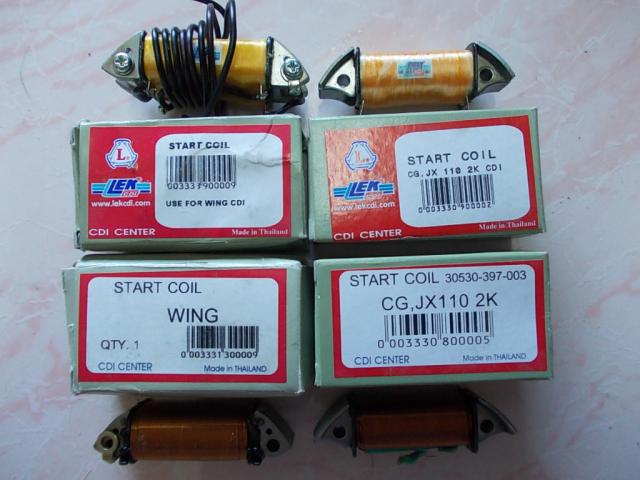 L
START COIL
0003333900009
LEK
cdi
www.lekcdi.com
USE FOR WING CDI
CDI CENTER
Made in Thailand
START COIL
CG, JX 110 2K CDI
0003330900002
LEK
cdi
www.lekcdi.com
CDI CENTER
Made in Thailand
START COIL
WING
QTY. 1
0003331300009
CDI CENTER
Made in THAILAND
START COIL 30530-397-003
CG,JX110 2K
0003330800005
CDI CENTER
Made in THAILAND